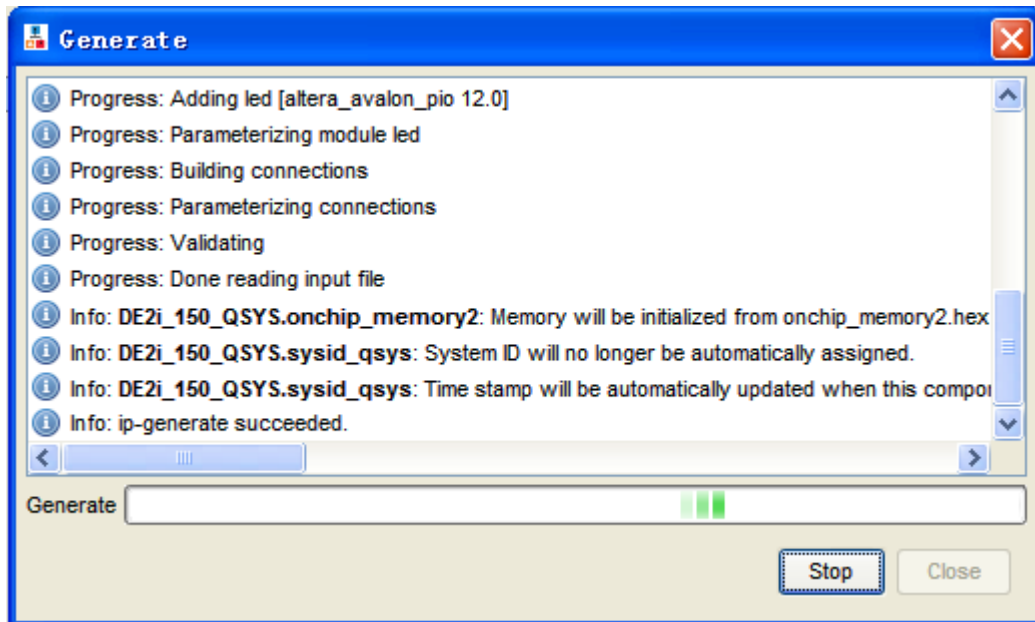 Generate
Progress: Adding led [altera_avalon_pio 12.0]
Progress: Parameterizing module led
Progress: Building connections
Progress: Parameterizing connections
Progress: Validating
Progress: Done reading input file
Info: DE2i_150_QSYS.onchip_memory2: Memory will be initialized from onchip_memory2.hex
Info: DE2i_150_QSYS.sysid_qsys: System ID will no longer be automatically assigned.
Info: DE2i_150_QSYS.sysid_qsys: Time stamp will be automatically updated when this compo
Info: ip-generate succeeded.
Generate
Stop Close